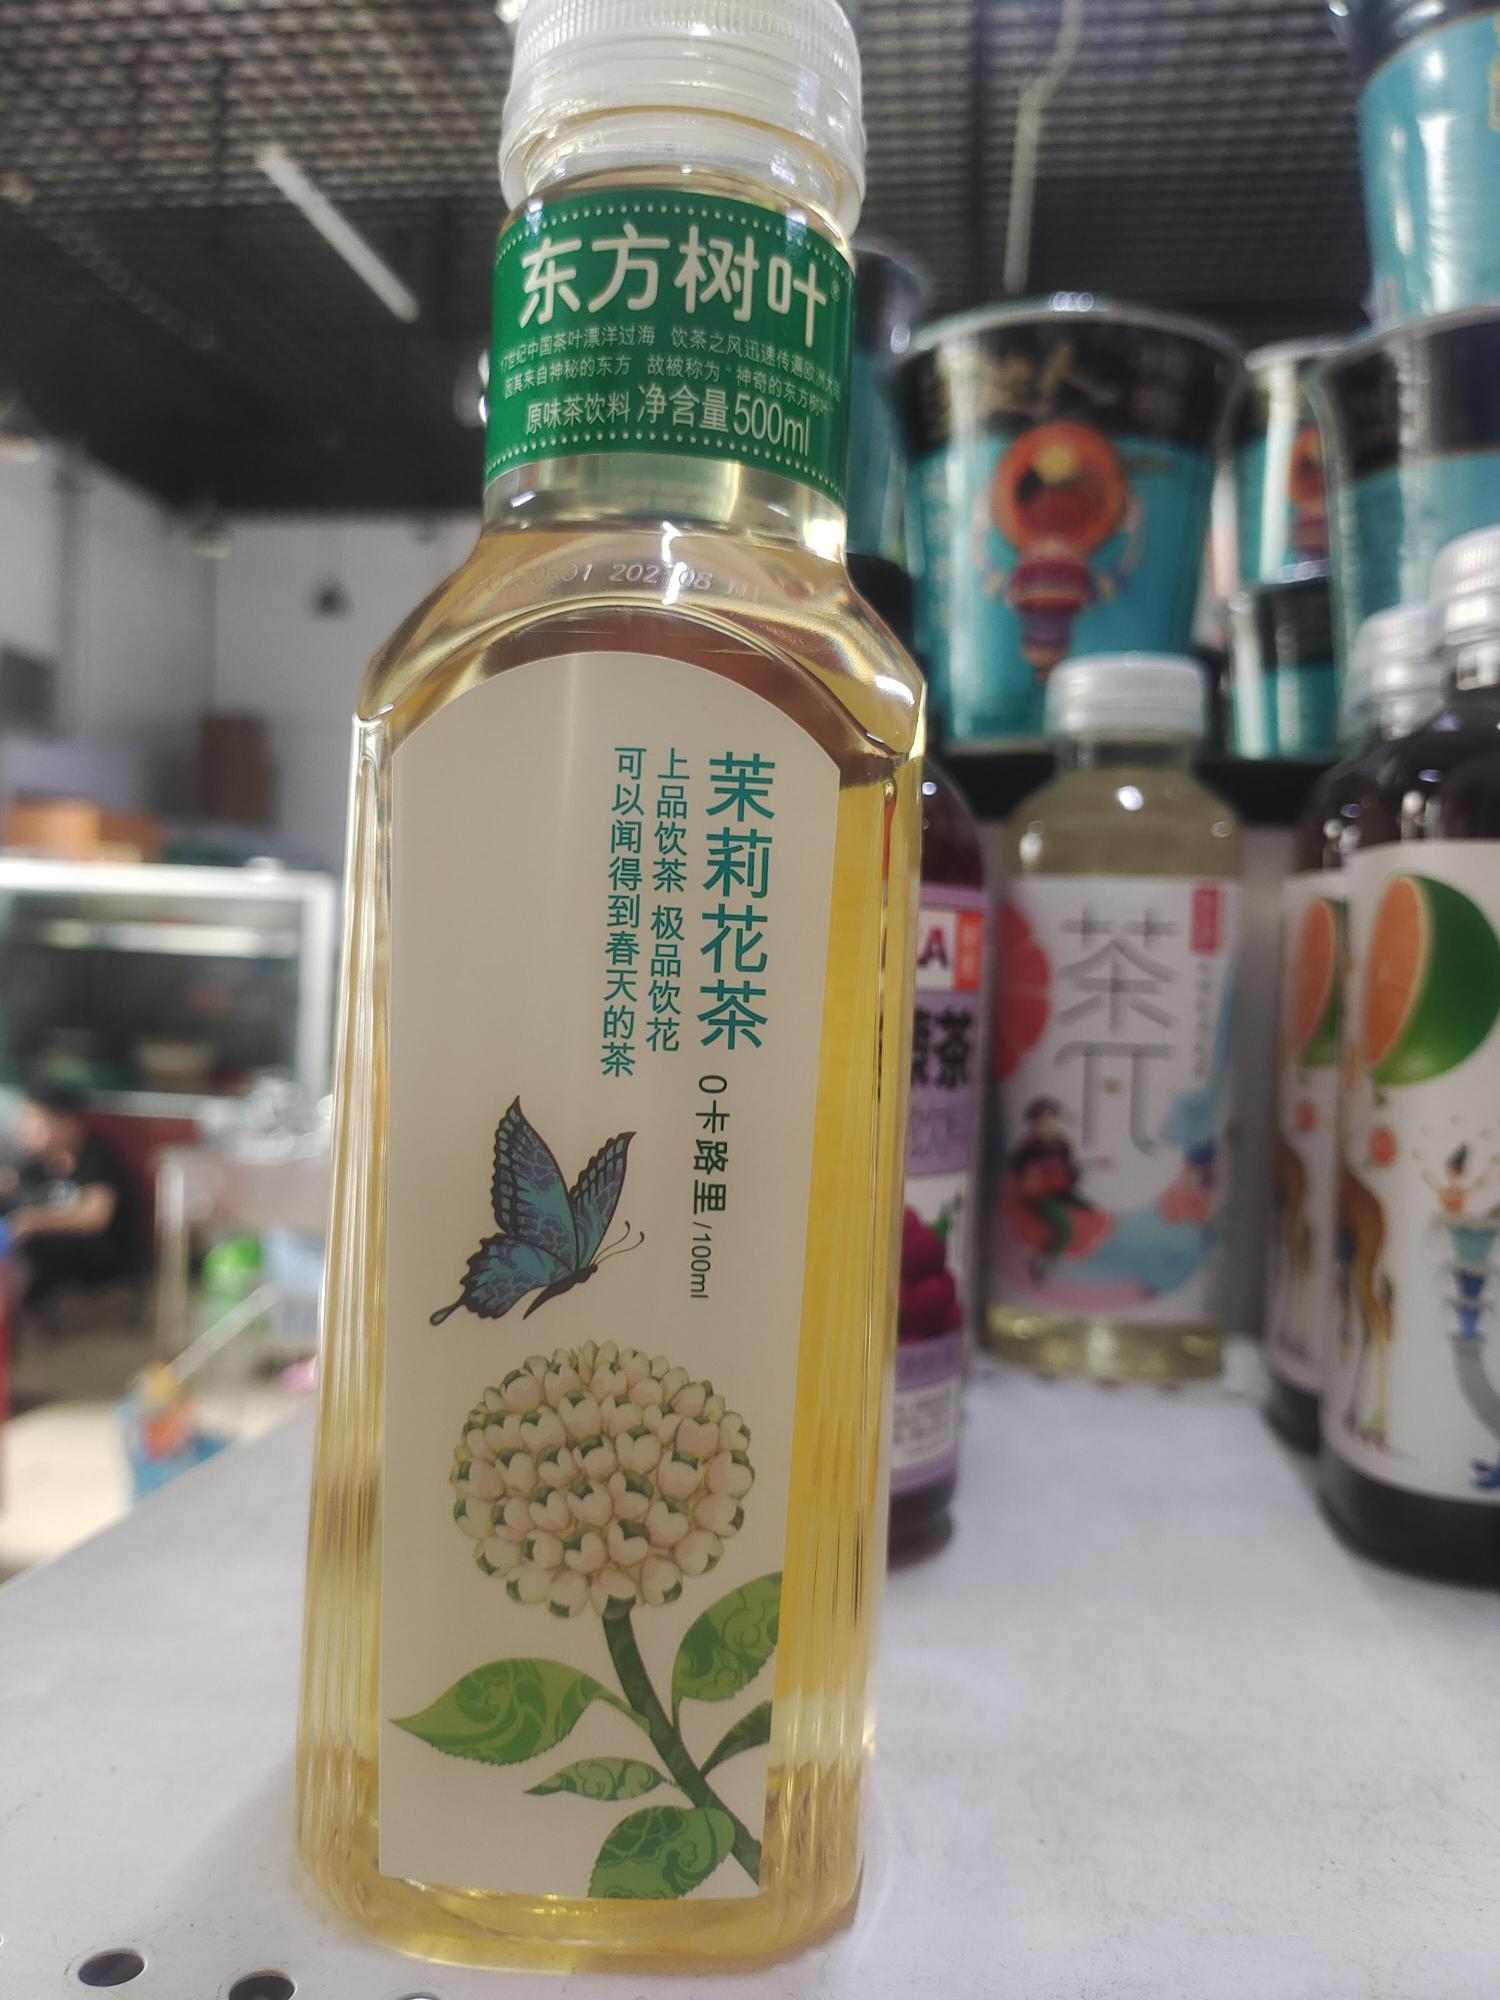 东方树叶®
17世纪中国茶叶漂洋过海 饮茶之风迅速传遍欧洲大陆
因其来自神秘的东方 故被称为"神奇的东方树叶"
原味茶饮料 净含量500ml
茉莉花茶
0卡路里/100ml
上品饮茶 极品饮花
可以闻得到春天的茶
茶π